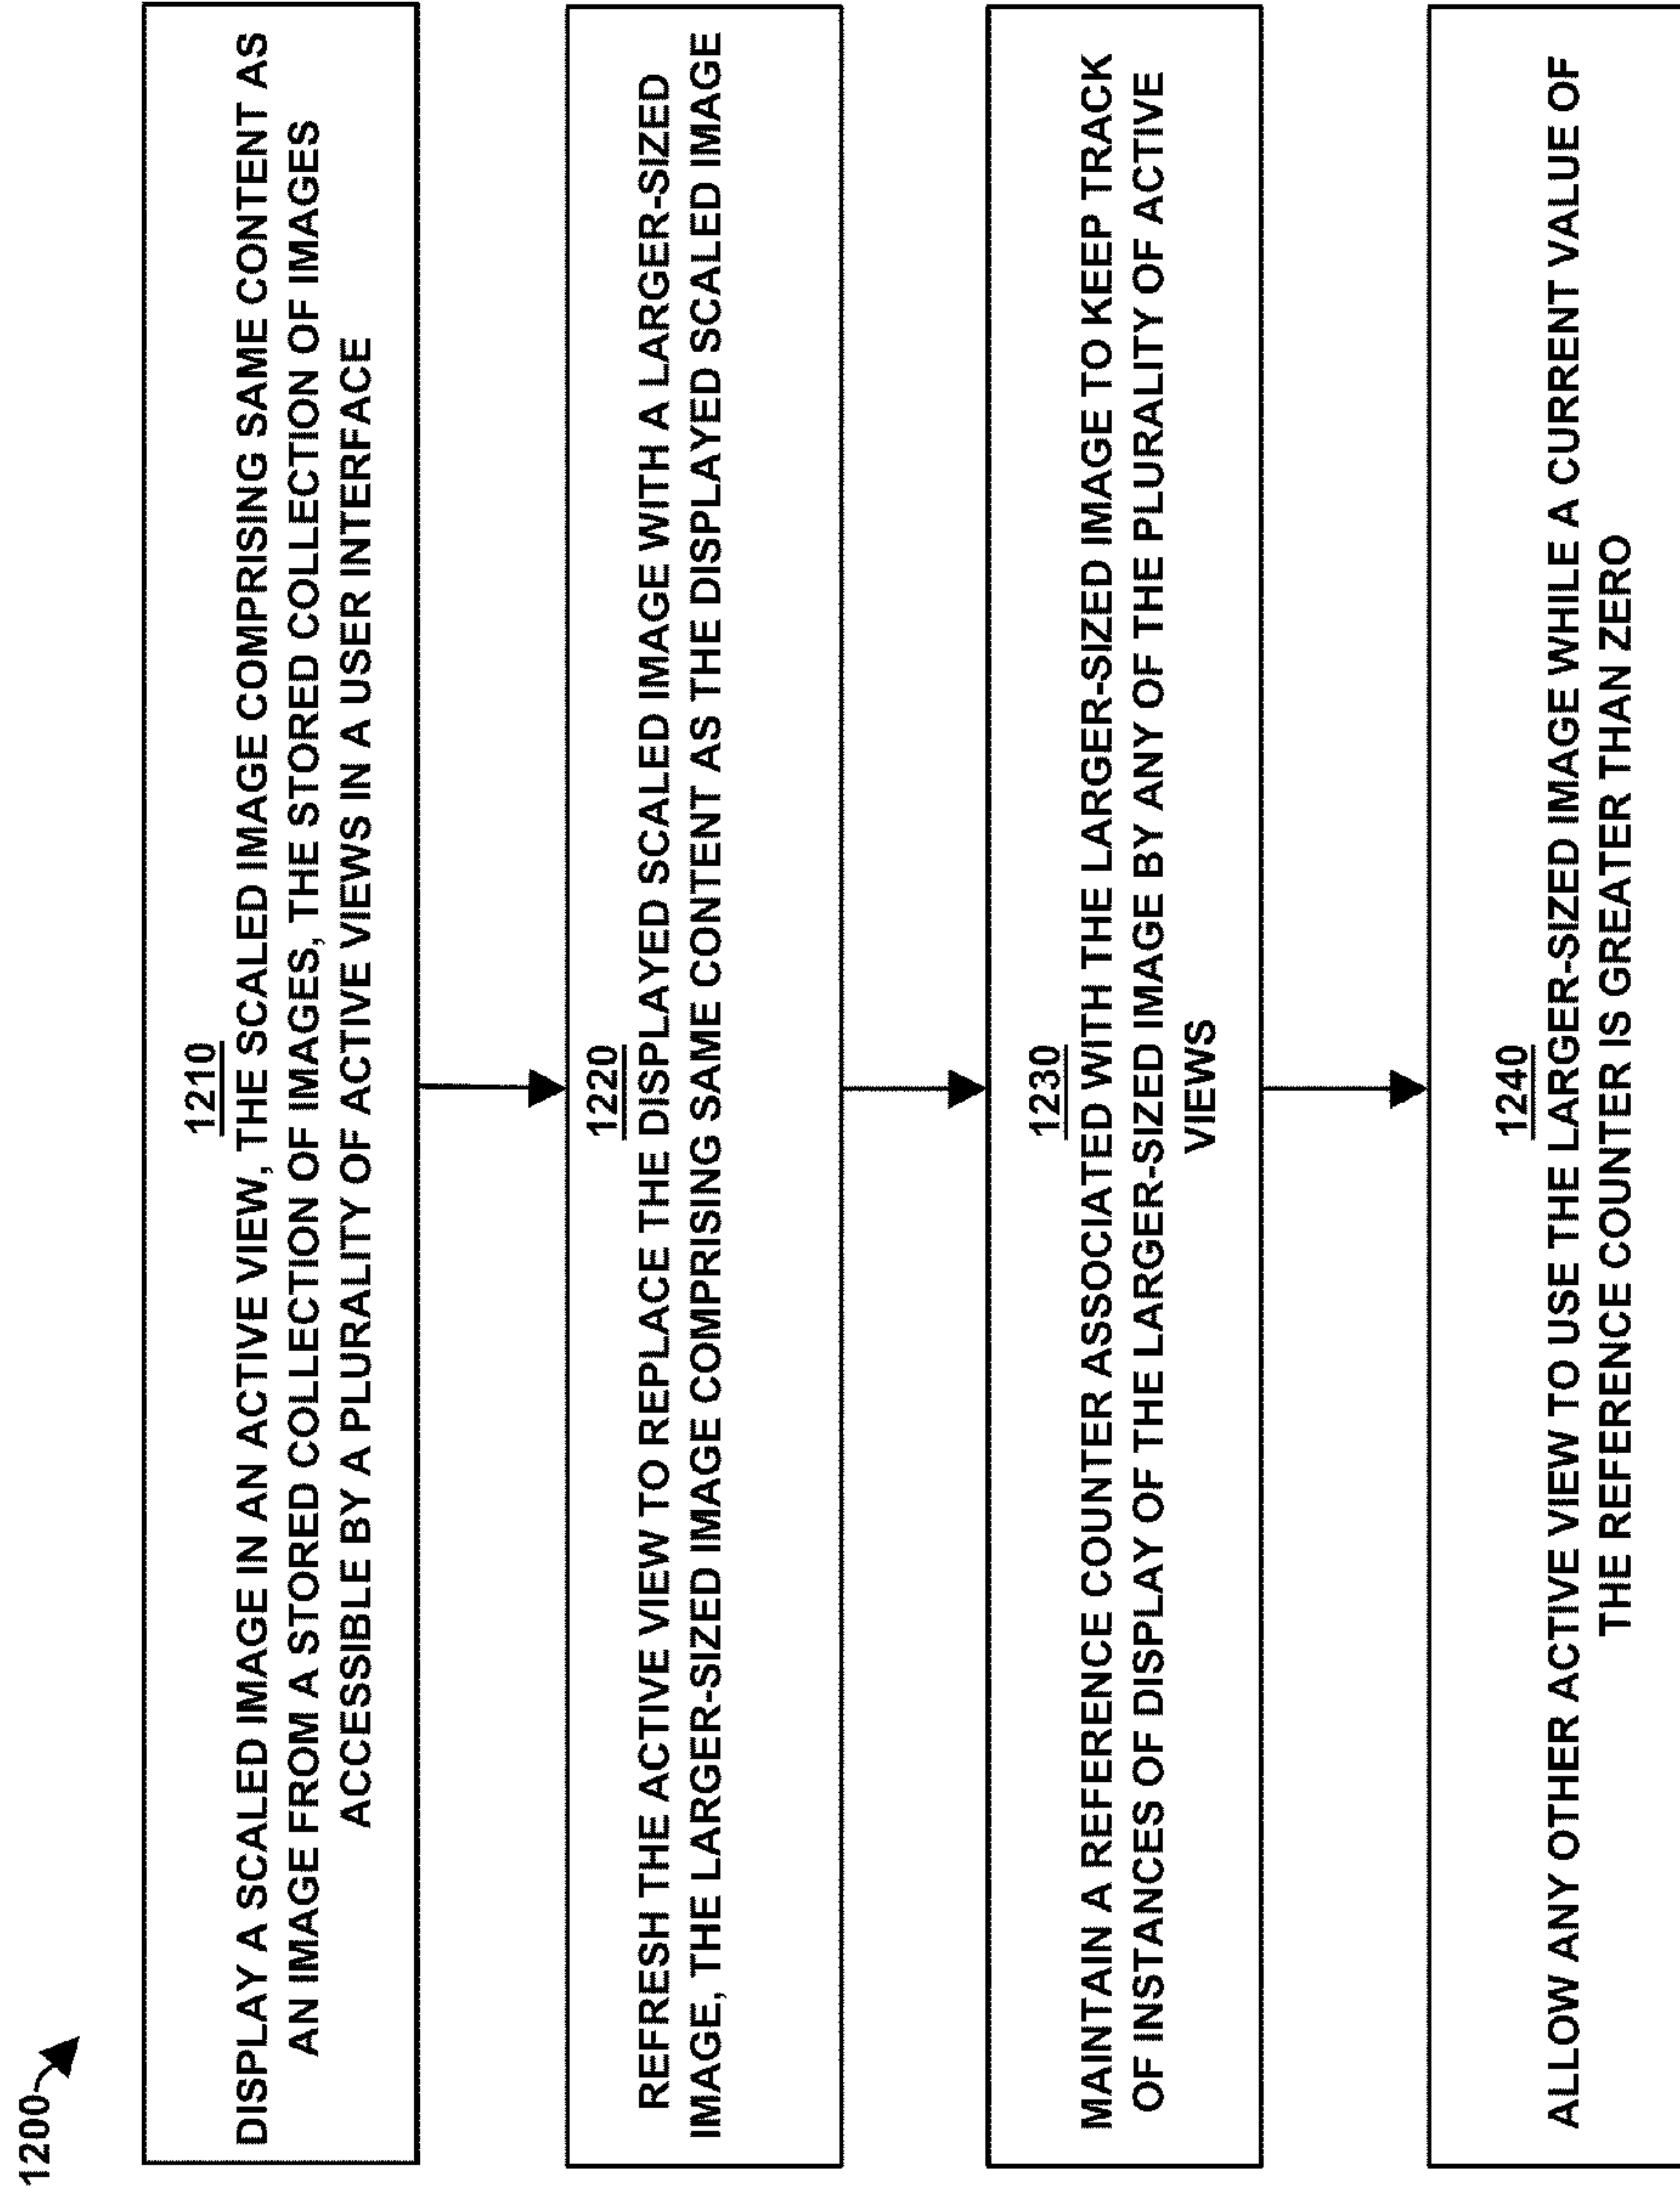 1200
1210
DISPLAY A SCALED IMAGE IN AN ACTIVE VIEW, THE SCALED IMAGE COMPRISING SAME CONTENT AS
AN IMAGE FROM A STORED COLLECTION OF IMAGES, THE STORED COLLECTION OF IMAGES
ACCESSIBLE BY A PLURALITY OF ACTIVE VIEWS IN A USER INTERFACE
1220
REFRESH THE ACTIVE VIEW TO REPLACE THE DISPLAYED SCALED IMAGE WITH A LARGER-SIZED
IMAGE, THE LARGER-SIZED IMAGE COMPRISING SAME CONTENT AS THE DISPLAYED SCALED IMAGE
1230
MAINTAIN A REFERENCE COUNTER ASSOCIATED WITH THE LARGER-SIZED IMAGE TO KEEP TRACK
OF INSTANCES OF DISPLAY OF THE LARGER-SIZED IMAGE BY ANY OF THE PLURALITY OF ACTIVE
VIEWS
1240
ALLOW ANY OTHER ACTIVE VIEW TO USE THE LARGER-SIZED IMAGE WHILE A CURRENT VALUE OF
THE REFERENCE COUNTER IS GREATER THAN ZERO